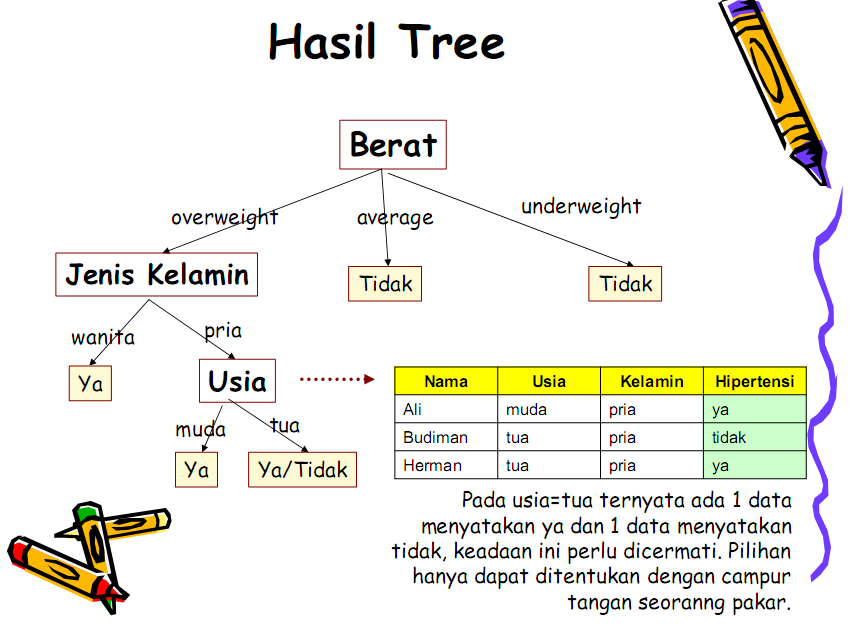 Hasil Tree
Berat
overweight average underweight
Jenis Kelamin Tidak Tidak
wanita pria
Ya Usia
muda tua
Ya Ya/Tidak
Nama Usia Kelamin Hipertensi
Ali muda pria ya
Budiman tua pria tidak
Herman tua pria ya
Pada usia=tua ternyata ada 1 data
menyatakan ya dan 1 data menyatakan
tidak, keadaan ini perlu dicermati. Pilihan
hanya dapat ditentukan dengan campur
tangan seoranng pakar.